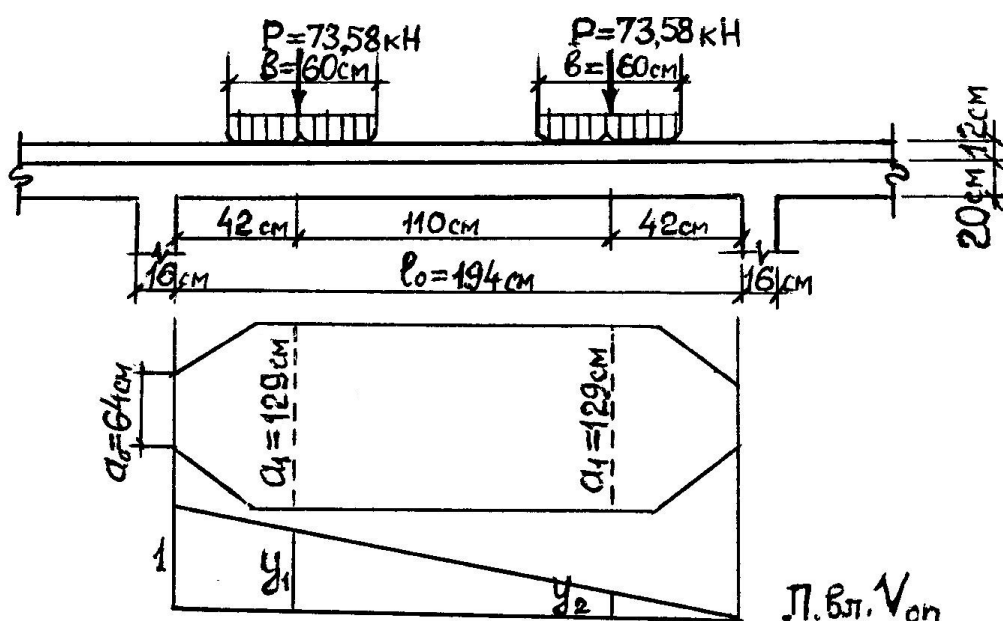 P=73,58кН
в=60см
P=73,58кН
в=60см
12см
20см
42см
110см
42см
16см
l₀=194см
16см
a₀=64см
a₁=129см
a₁=129см
1
y₁
y₂
Л.вл. Vоп